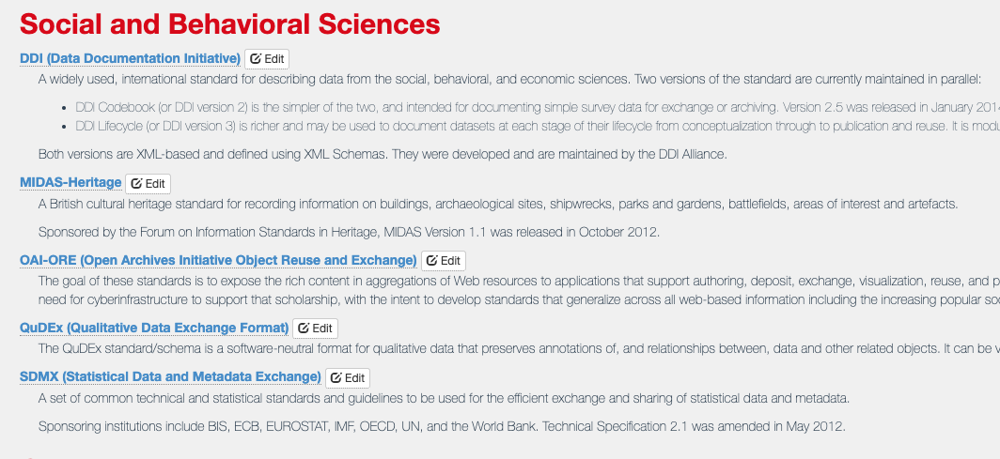 Social and Behavioral Sciences
DDI (Data Documentation Initiative) Edit
A widely used, international standard for describing data from the social, behavioral, and economic sciences. Two versions of the standard are currently maintained in parallel:
• DDI Codebook (or DDI version 2) is the simpler of the two, and intended for documenting simple survey data for exchange or archiving. Version 2.5 was released in January
• DDI Lifecycle (or DDI version 3) is richer and may be used to document datasets at each stage of their lifecycle from conceptualization through to publication and reuse. It is
Both versions are XML-based and defined using XML Schemas. They were developed and are maintained by the DDI Alliance.
MIDAS-Heritage Edit
A British cultural heritage standard for recording information on buildings, archaeological sites, shipwrecks, parks and gardens, battlefields, areas of interest and artefacts.
Sponsored by the Forum on Information Standards in Heritage, MIDAS Version 1.1 was released in October 2012.
OAI-ORE (Open Archives Initiative Object Reuse and Exchange) Edit
The goal of these standards is to expose the rich content in aggregations of Web resources to applications that support authoring, deposit, exchange, visualization, reuse, and
need for cyberinfrastructure to support that scholarship, with the intent to develop standards that generalize across all web-based information including the increasing popular
QuDEx (Qualitative Data Exchange Format) Edit
The QuDEx standard/schema is a software-neutral format for qualitative data that preserves annotations of, and relationships between, data and other related objects. It can be
SDMX (Statistical Data and Metadata Exchange) Edit
A set of common technical and statistical standards and guidelines to be used for the efficient exchange and sharing of statistical data and metadata.
Sponsoring institutions include BIS, ECB, EUROSTAT, IMF, OECD, UN, and the World Bank. Technical Specification 2.1 was amended in May 2012.